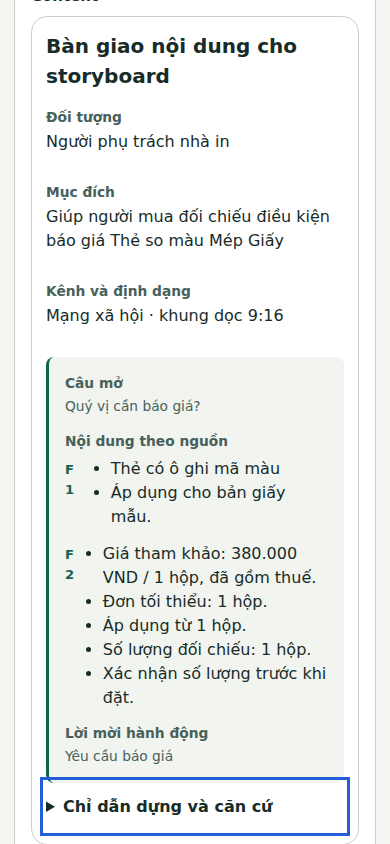 Bàn giao nội dung cho
storyboard
Đối tượng
Người phụ trách nhà in
Mục đích
Giúp người mua đối chiếu điều kiện
báo giá Thẻ so màu Mép Giấy
Kênh và định dạng
Mạng xã hội · khung dọc 9:16
Câu mở
Quý vị cần báo giá?
Nội dung theo nguồn
F1
• Thẻ có ô ghi mã màu
• Áp dụng cho bản giấy
mẫu.
F2
• Giá tham khảo: 380.000
VND / 1 hộp, đã gồm thuế.
• Đơn tối thiểu: 1 hộp.
• Áp dụng từ 1 hộp.
• Số lượng đối chiếu: 1 hộp.
• Xác nhận số lượng trước khi
đặt.
Lời mời hành động
Yêu cầu báo giá
Chỉ dẫn dựng và căn cứ